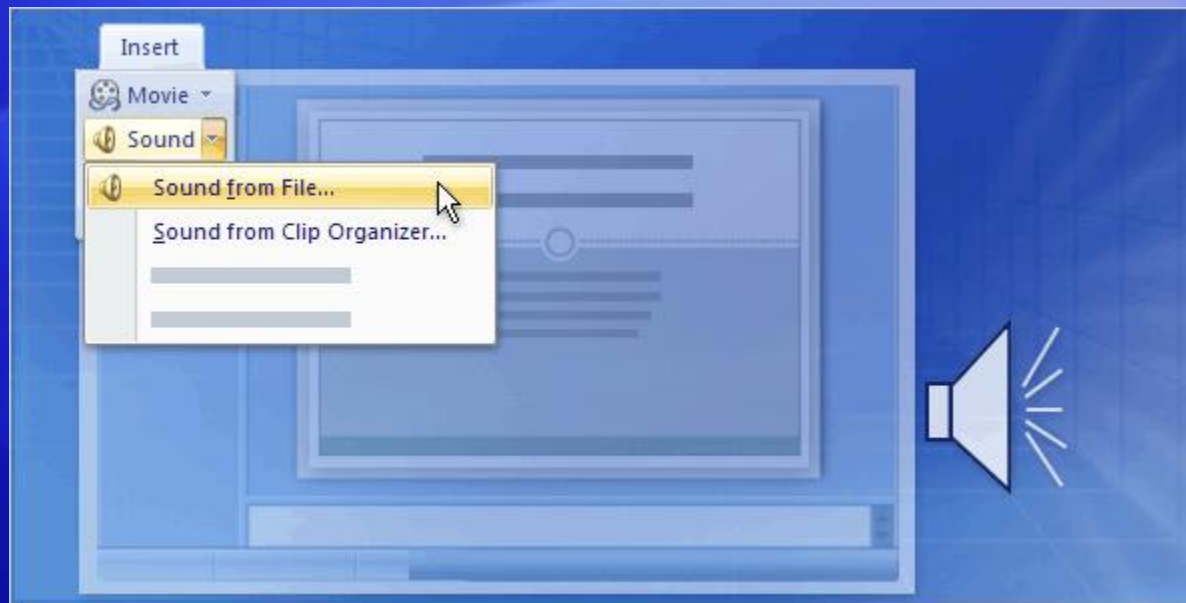 Insert
Movie
Sound
Sound from File...
Sound from Clip Organizer...